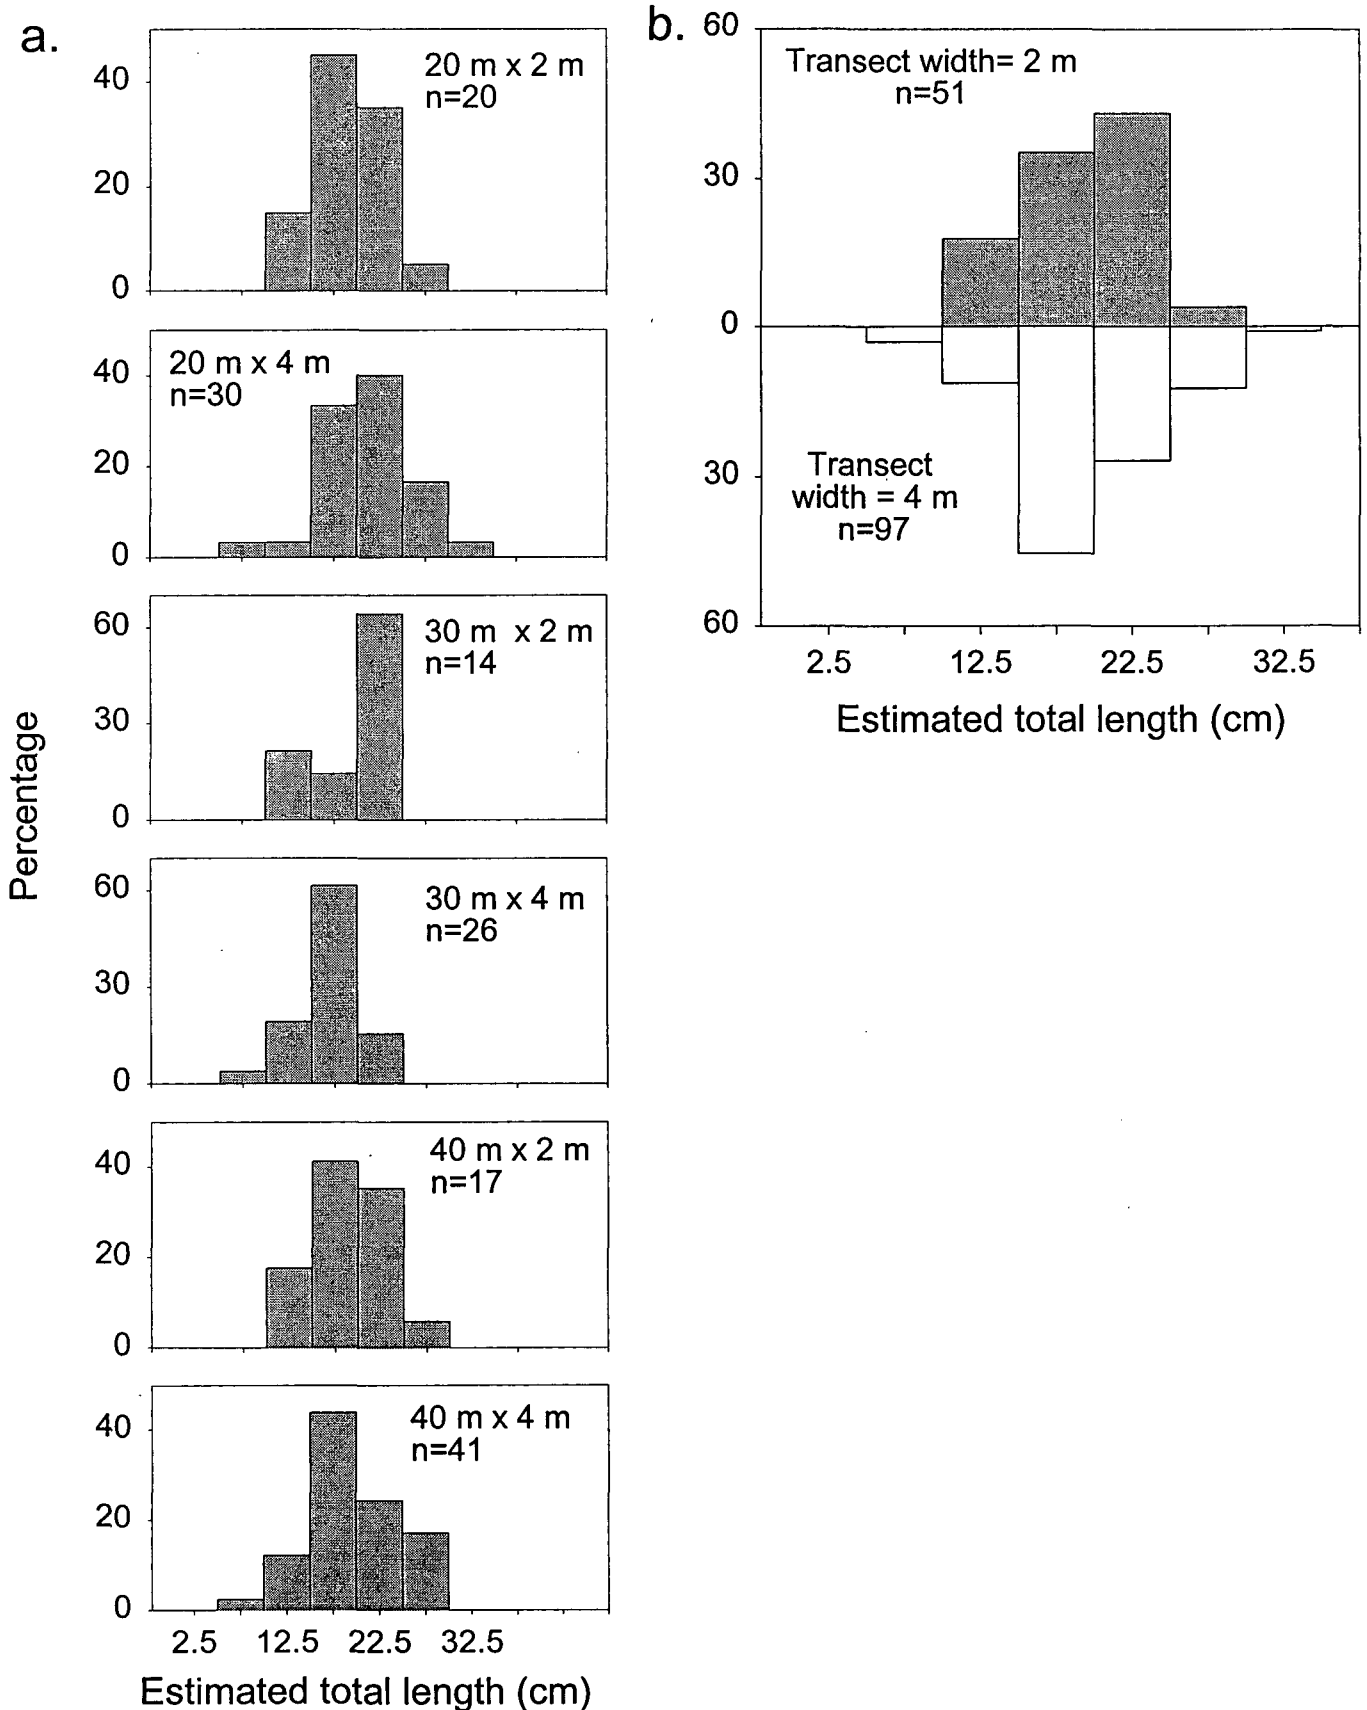 a.
20 m x 2 m
n=20
40
20
0
20 m x 4 m
n=30
40
20
0
30 m x 2 m
n=14
60
30
0
30 m x 4 m
n=26
60
30
0
40 m x 2 m
n=17
40
20
0
40 m x 4 m
n=41
40
20
0
2.5 12.5 22.5 32.5
Estimated total length (cm)
Percentage
b.
60
Transect width= 2 m
n=51
30
0
30
Transect
width = 4 m
n=97
60
2.5 12.5 22.5 32.5
Estimated total length (cm)